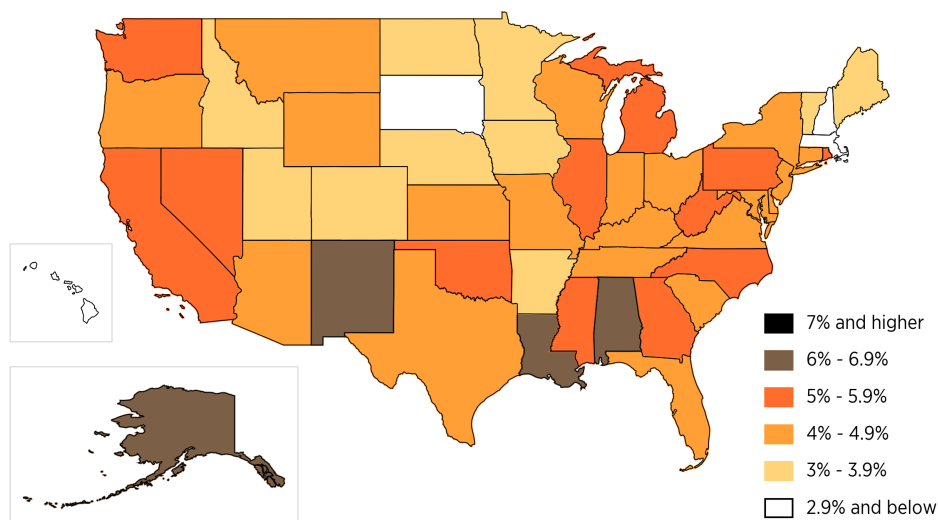 7% and higher
6% - 6.9%
5% - 5.9%
4% - 4.9%
3% - 3.9%
2.9% and below